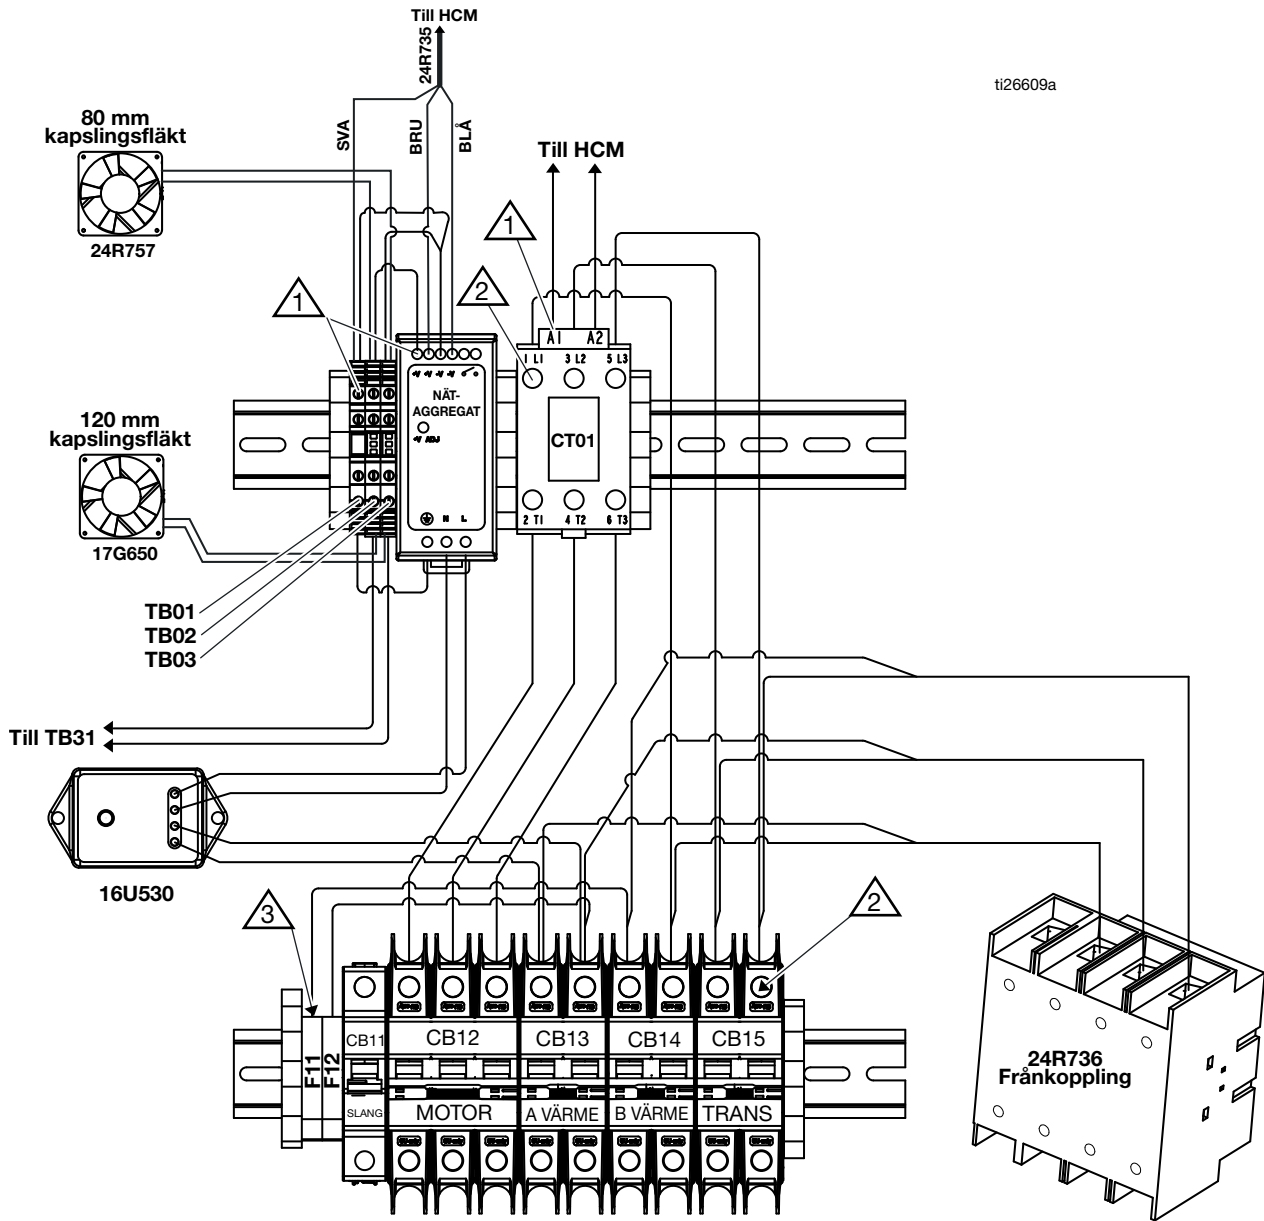 Till HCM
24R735
ti26609a
80 mm
kapslingsfläkt
SVA
BRU
BLÅ
Till HCM
24R757
1
1
2
A1 A2
1 L1 3 L2 5 L3
+V +V -V -V
NÄT-
AGGREGAT
+V ADJ
CT01
120 mm
kapslingsfläkt
N L
2 T1 4 T2 6 T3
17G650
TB01
TB02
TB03
Till TB31
16U530
3
2
F11
F12
CB11
CB12
CB13
CB14
CB15
SLANG
MOTOR
A VÄRME
B VÄRME
TRANS
24R736
Frånkoppling